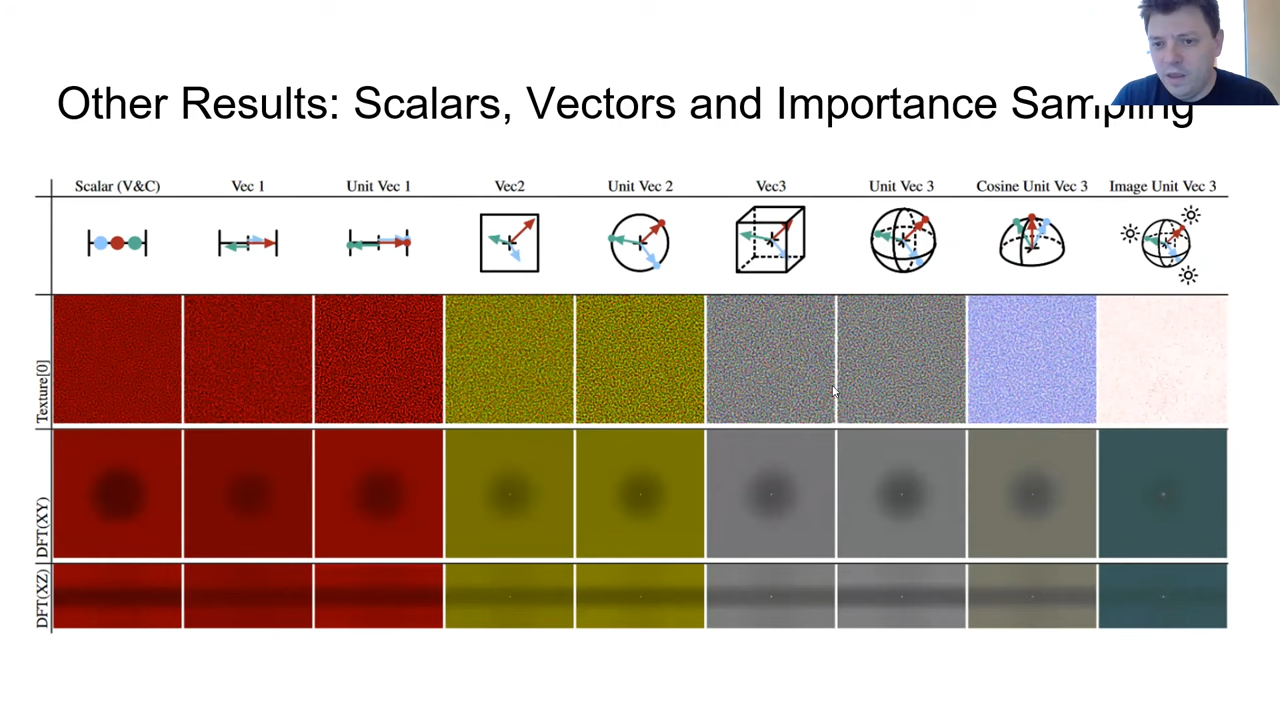 Other Results: Scalars, Vectors and Importance Sampling
Scalar (V&C) Vec 1 Unit Vec 1 Vec2 Unit Vec 2 Vec3 Unit Vec 3 Cosine Unit Vec 3 Image Unit Vec 3
Texture[0]
DFT(XY)
DFT(XZ)